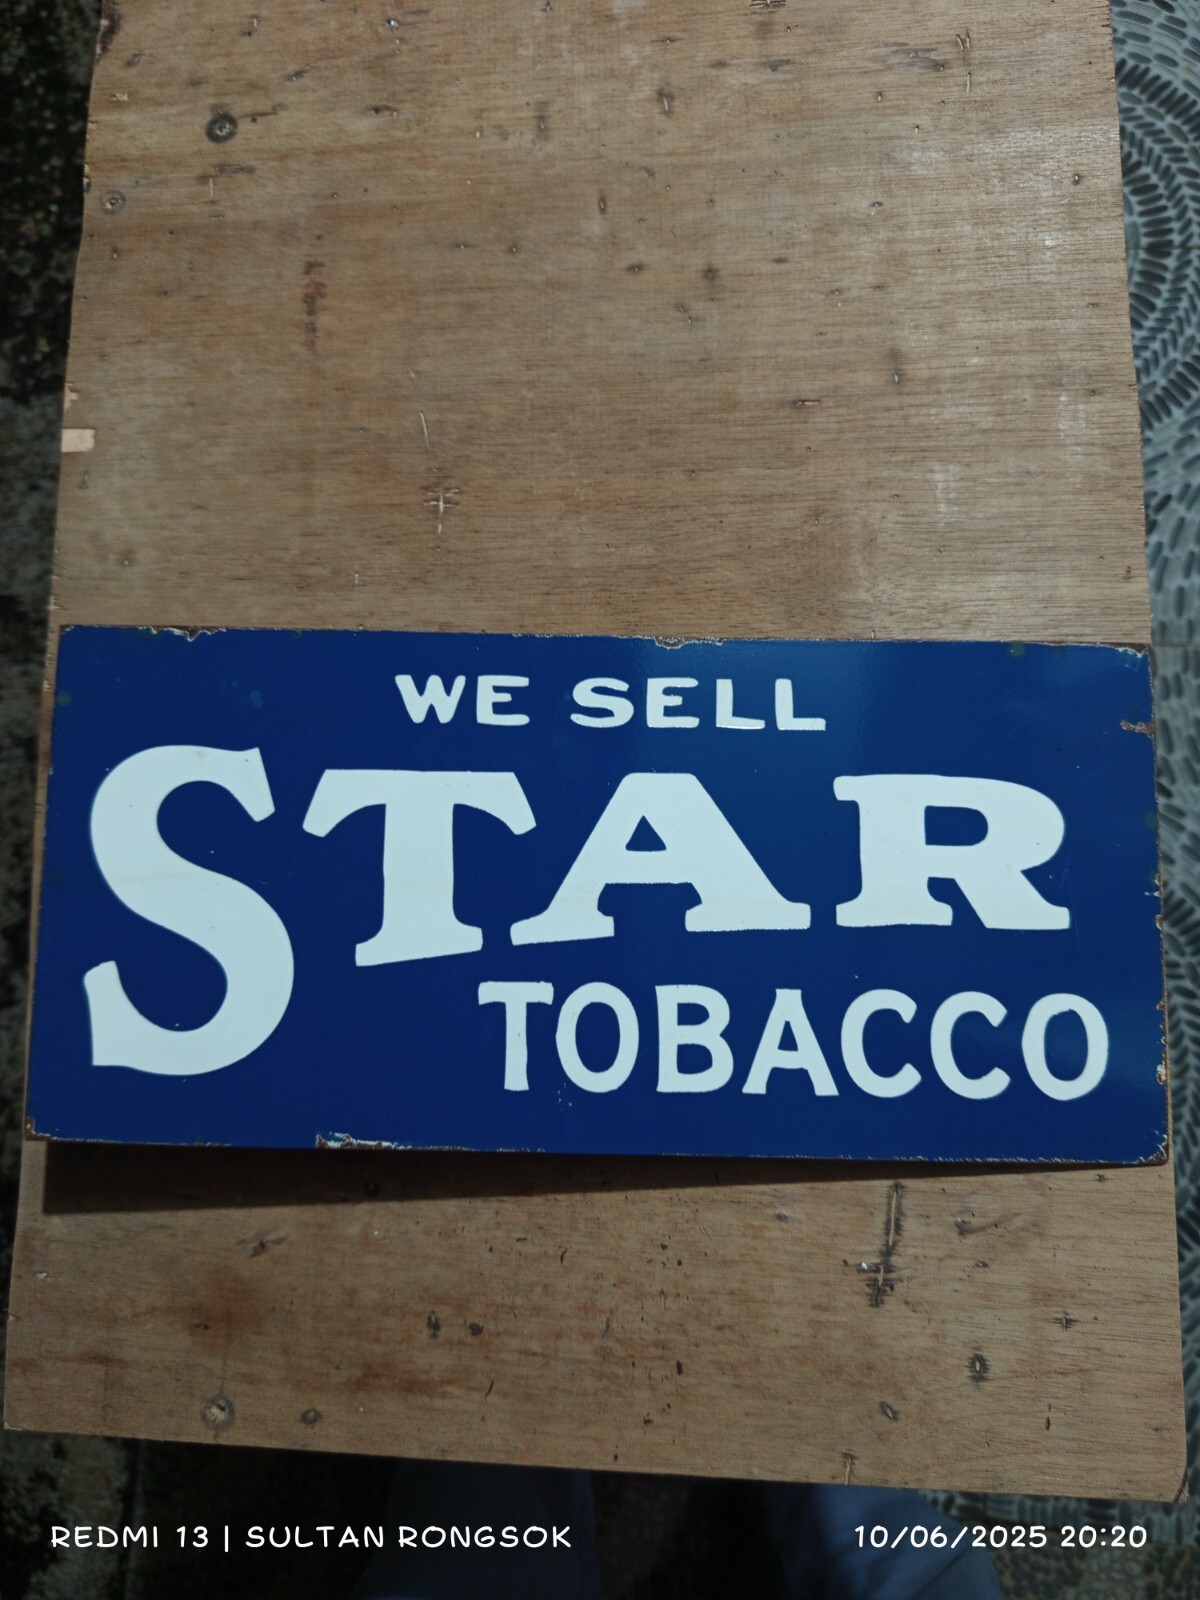 WE SELL
STAR
TOBACCO
REDMI 13 | SULTAN RONGSOK
10/06/2025 20:20